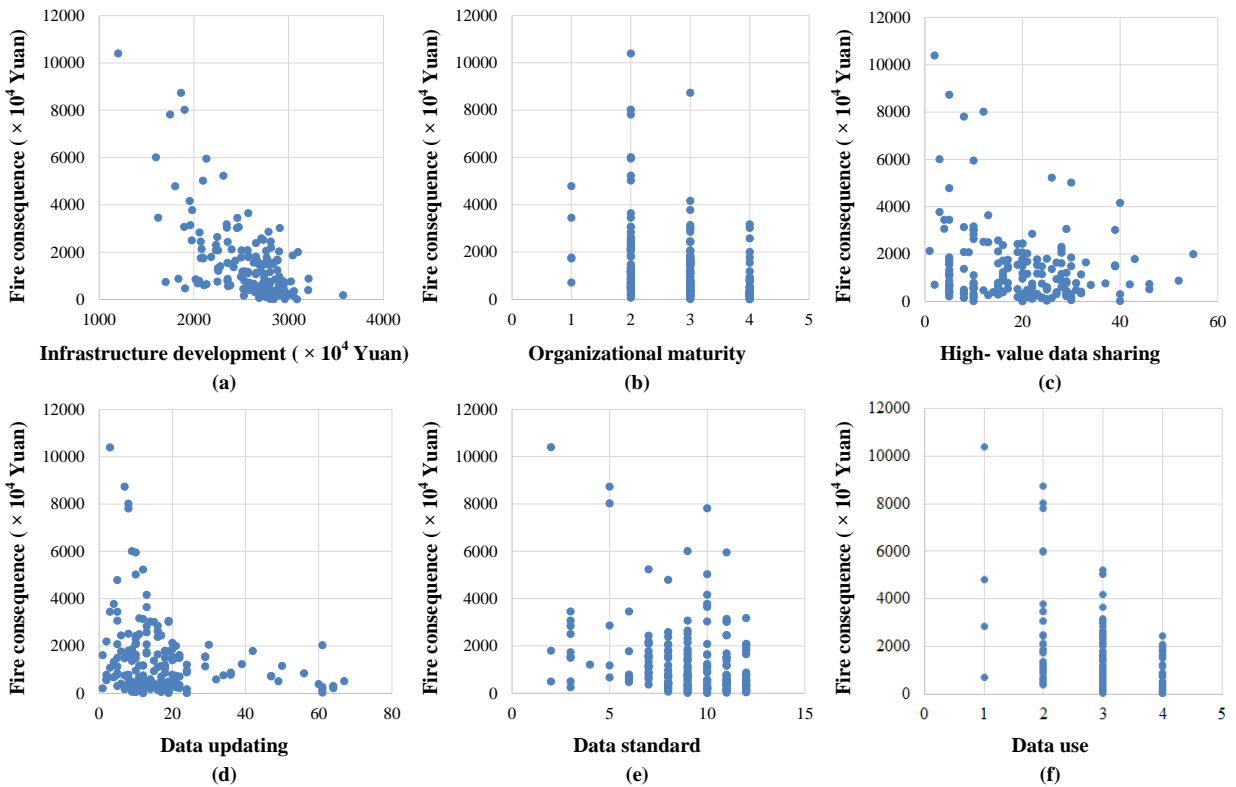 Fire consequence ( × 10⁴ Yuan)
12000
10000
8000
6000
4000
2000
0
1000 2000 3000 4000
Infrastructure development ( × 10⁴ Yuan)
(a)
Fire consequence ( × 10⁴ Yuan)
12000
10000
8000
6000
4000
2000
0
0 1 2 3 4 5
Organizational maturity
(b)
Fire consequence ( × 10⁴ Yuan)
12000
10000
8000
6000
4000
2000
0
0 20 40 60
High- value data sharing
(c)
Fire consequence ( × 10⁴ Yuan)
12000
10000
8000
6000
4000
2000
0
0 20 40 60 80
Data updating
(d)
Fire consequence ( × 10⁴ Yuan)
12000
10000
8000
6000
4000
2000
0
0 5 10 15
Data standard
(e)
Fire consequence ( × 10⁴ Yuan)
12000
10000
8000
6000
4000
2000
0
0 1 2 3 4 5
Data use
(f)